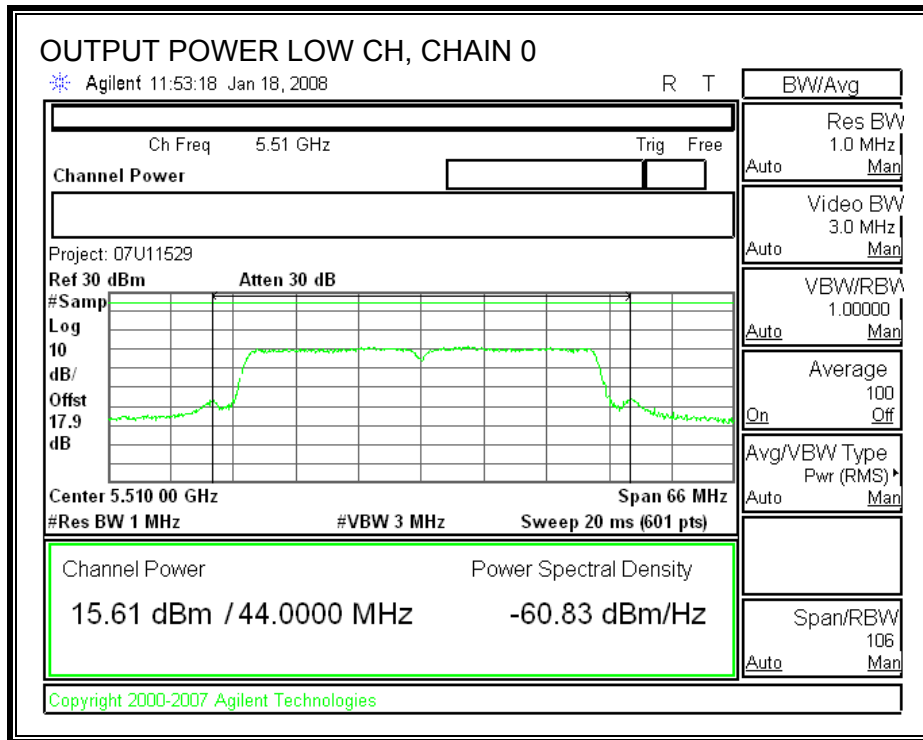 OUTPUT POWER LOW CH, CHAIN 0
Agilent 11:53:18 Jan 18, 2008 R T
BW/Avg
Ch Freq 5.51 GHz Trig Free
Channel Power
Project: 07U11529
Ref 30 dBm Atten 30 dB
#Samp
Log
10
dB/
Offst
17.9
dB
Center 5.510 00 GHz Span 66 MHz
#Res BW 1 MHz #VBW 3 MHz Sweep 20 ms (601 pts)
Channel Power Power Spectral Density
15.61 dBm / 44.0000 MHz -60.83 dBm/Hz
Copyright 2000-2007 Agilent Technologies
Res BW
1.0 MHz
Auto Man
Video BW
3.0 MHz
Auto Man
VBW/RBW
1.00000
Auto Man
Average
100
On Off
Avg/VBW Type
Pwr (RMS)
Auto Man
Span/RBW
106
Auto Man